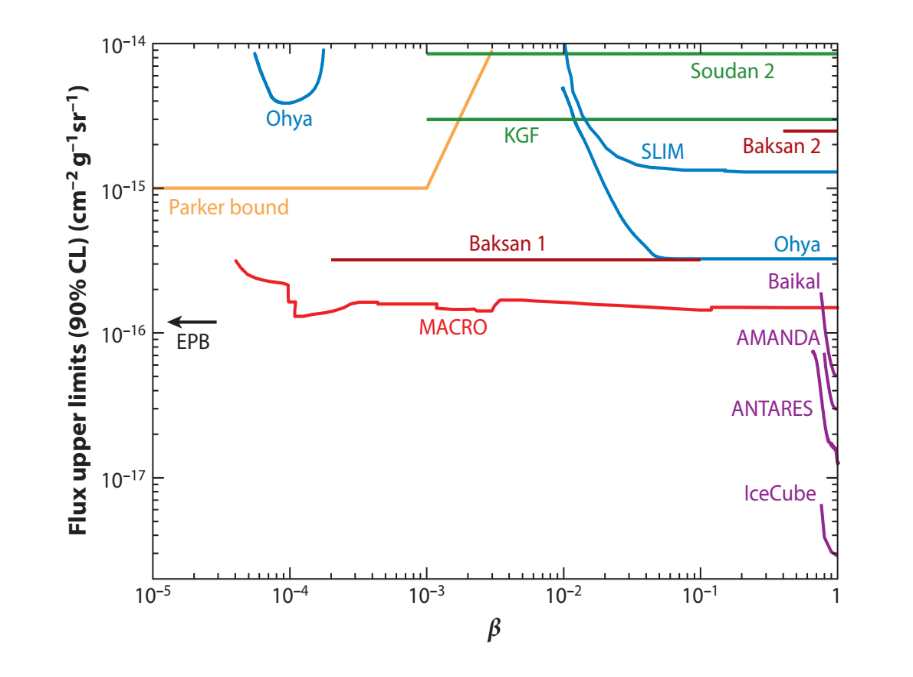 10⁻¹⁴
Soudan 2
Ohya
KGF
Baksan 2
SLIM
10⁻¹⁵
Parker bound
Baksan 1
Ohya
Baikal
10⁻¹⁶
EPB
MACRO
AMANDA
ANTARES
10⁻¹⁷
IceCube
Flux upper limits (90% CL) (cm⁻² g⁻¹ sr⁻¹)
10⁻⁵ 10⁻⁴ 10⁻³ 10⁻² 10⁻¹ 1
β